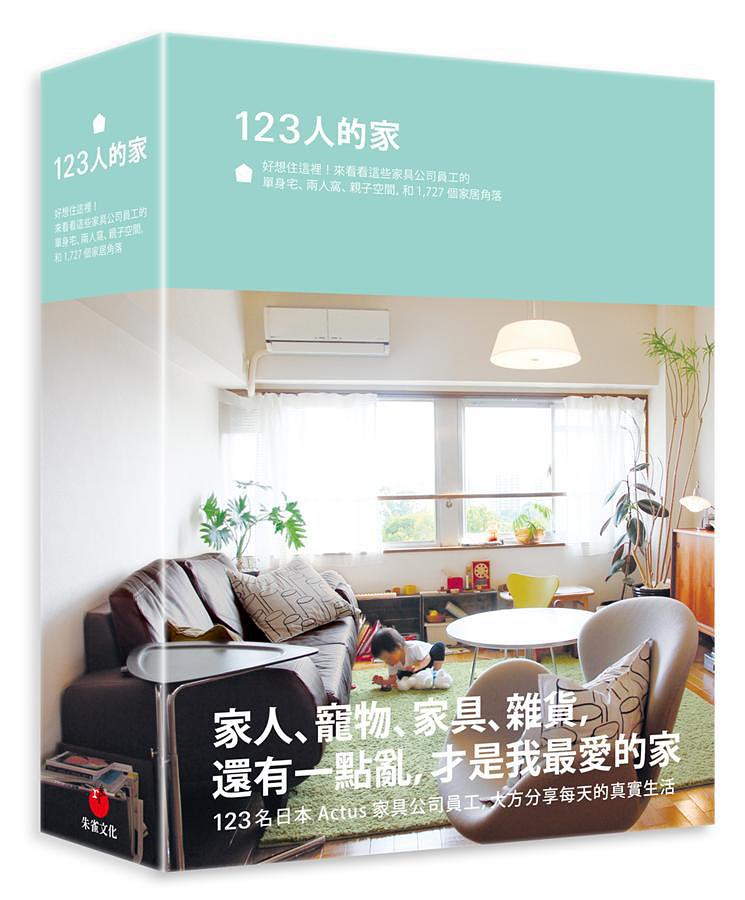 123人的家
好想住這裡！
來看看這些家具公司員工的
單身宅、兩人窩、親子空間，
和 1,727 個家居角落
朱雀文化
123人的家
好想住這裡！來看看這些家具公司員工的
單身宅、兩人窩、親子空間，和 1,727 個家居角落
家人、寵物、家具、雜貨，
還有一點亂，才是我最愛的家
123名日本 Actus 家具公司員工，大方分享每天的真實生活